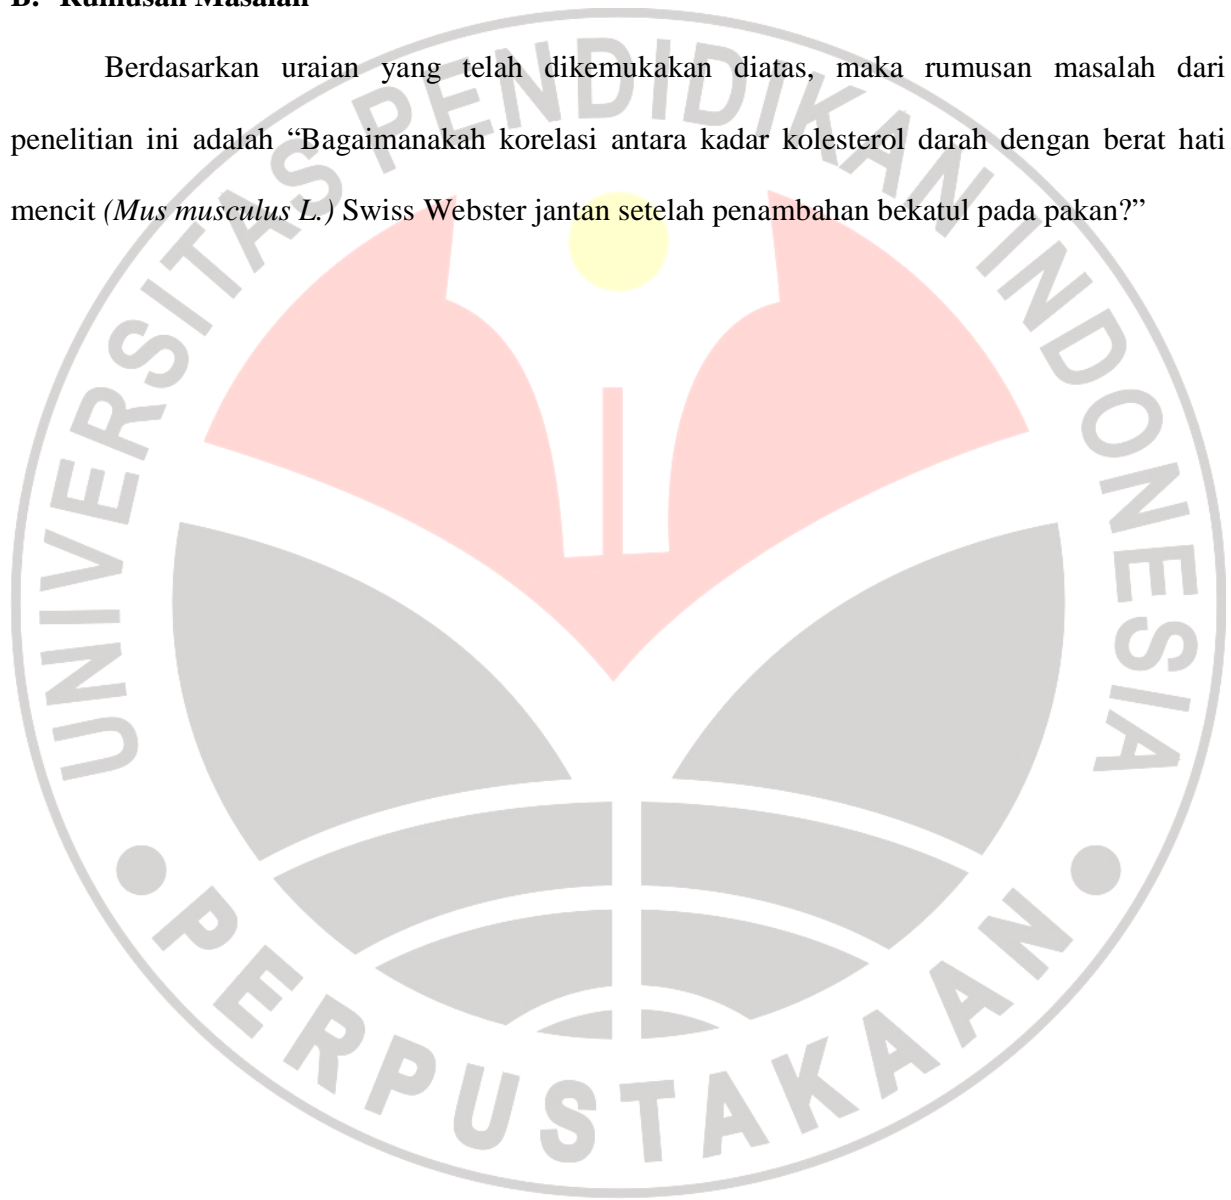 B. Rumusan Masalah
Berdasarkan uraian yang telah dikemukakan diatas, maka rumusan masalah dari
penelitian ini adalah “Bagaimanakah korelasi antara kadar kolesterol darah dengan berat hati
mencit (Mus musculus L.) Swiss Webster jantan setelah penambahan bekatul pada pakan?”
UNIVERSITAS PENDIDIKAN INDONESIA
PERPUSTAKAAN